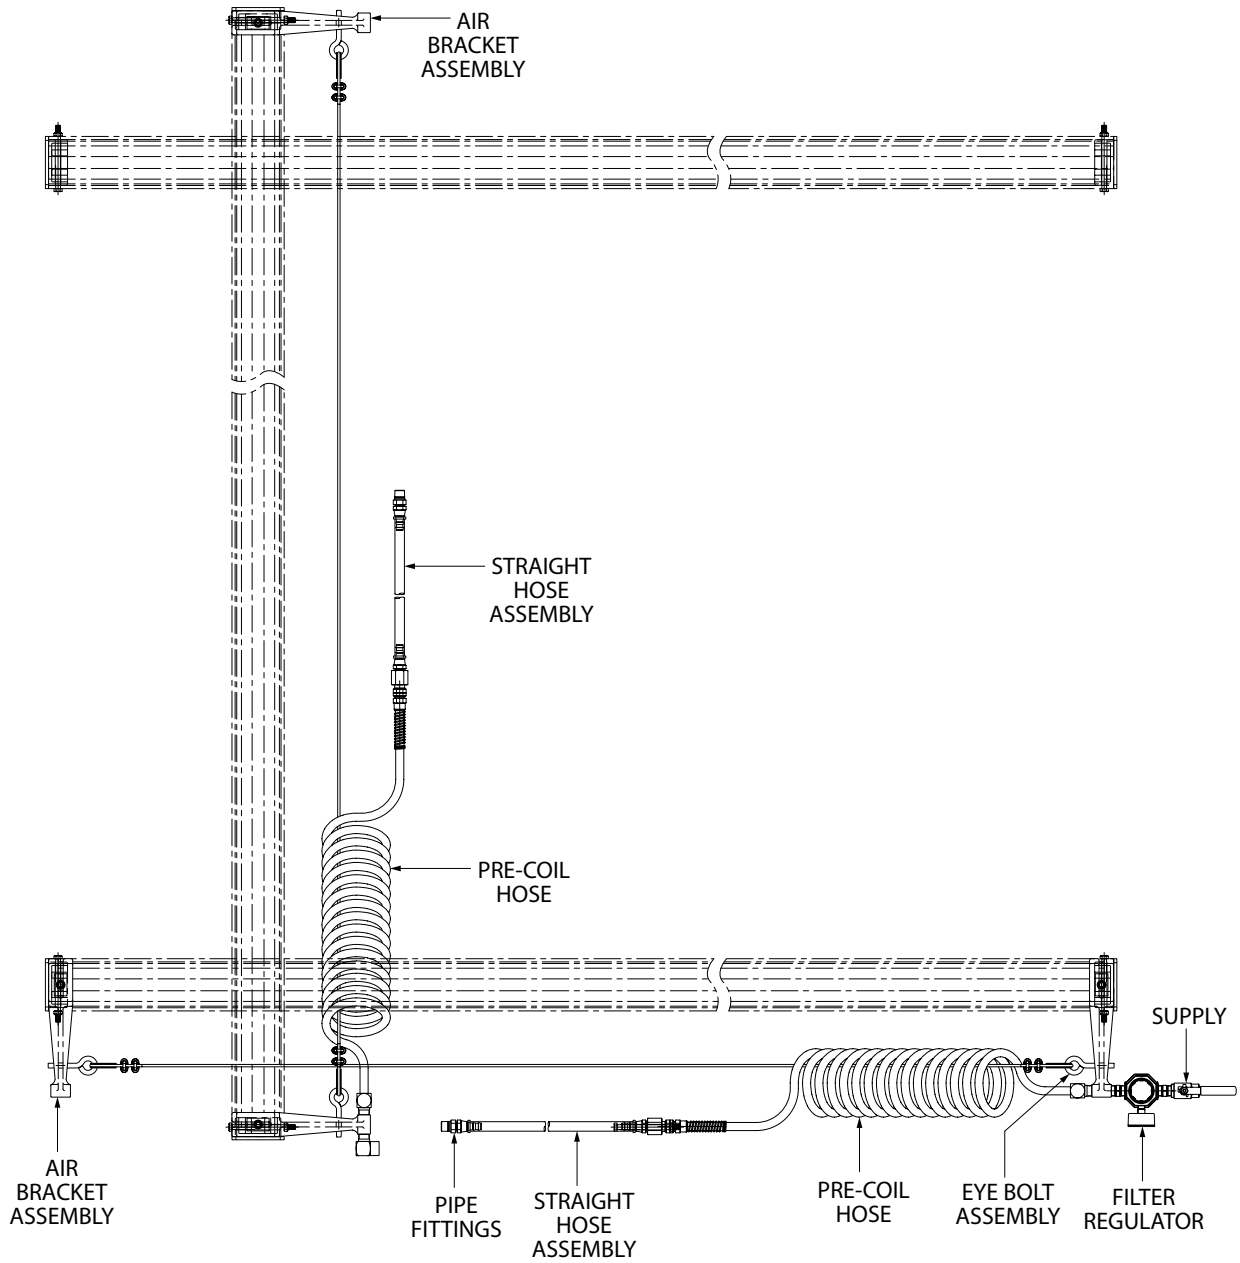 AIR
BRACKET
ASSEMBLY
STRAIGHT
HOSE
ASSEMBLY
PRE-COIL
HOSE
SUPPLY
AIR
BRACKET
ASSEMBLY
PIPE
FITTINGS
STRAIGHT
HOSE
ASSEMBLY
PRE-COIL
HOSE
EYE BOLT
ASSEMBLY
FILTER
REGULATOR